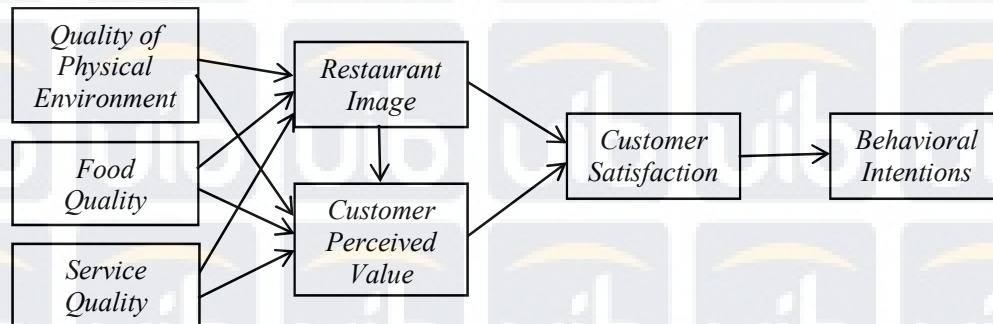 Quality of
Physical
Environment
Restaurant
Image
Food
Quality
Customer
Perceived
Value
Service
Quality
Customer
Satisfaction
Behavioral
Intentions